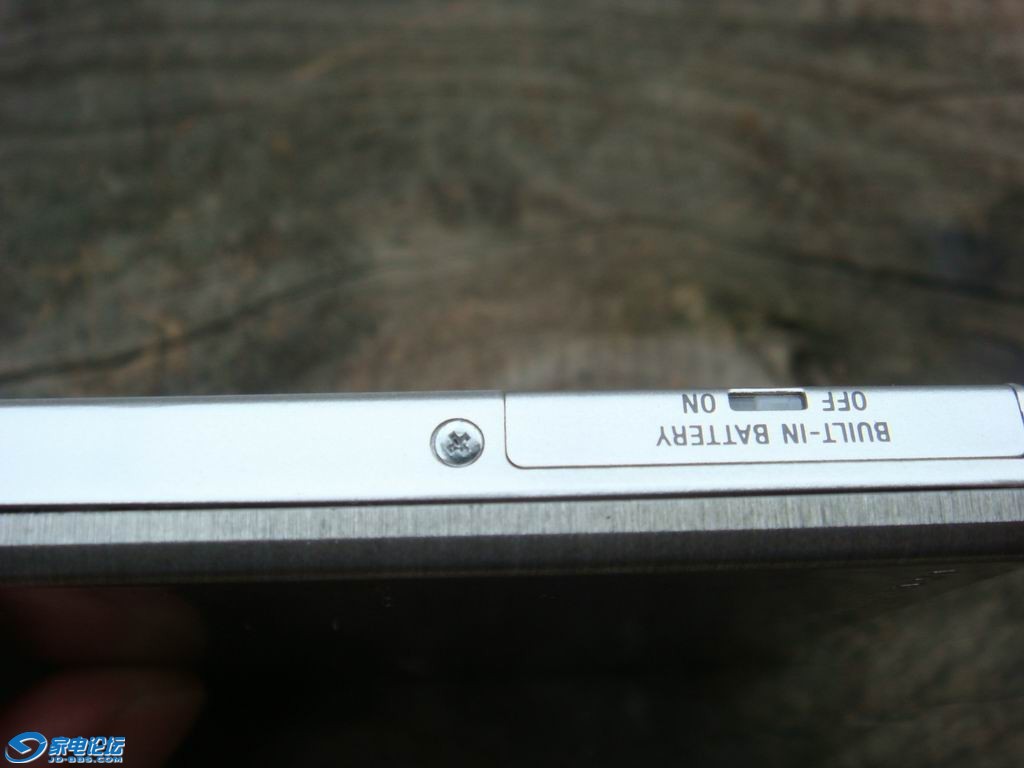 BUILT-IN BATTERY
OFF ON
家电论坛
JD-BBS.COM